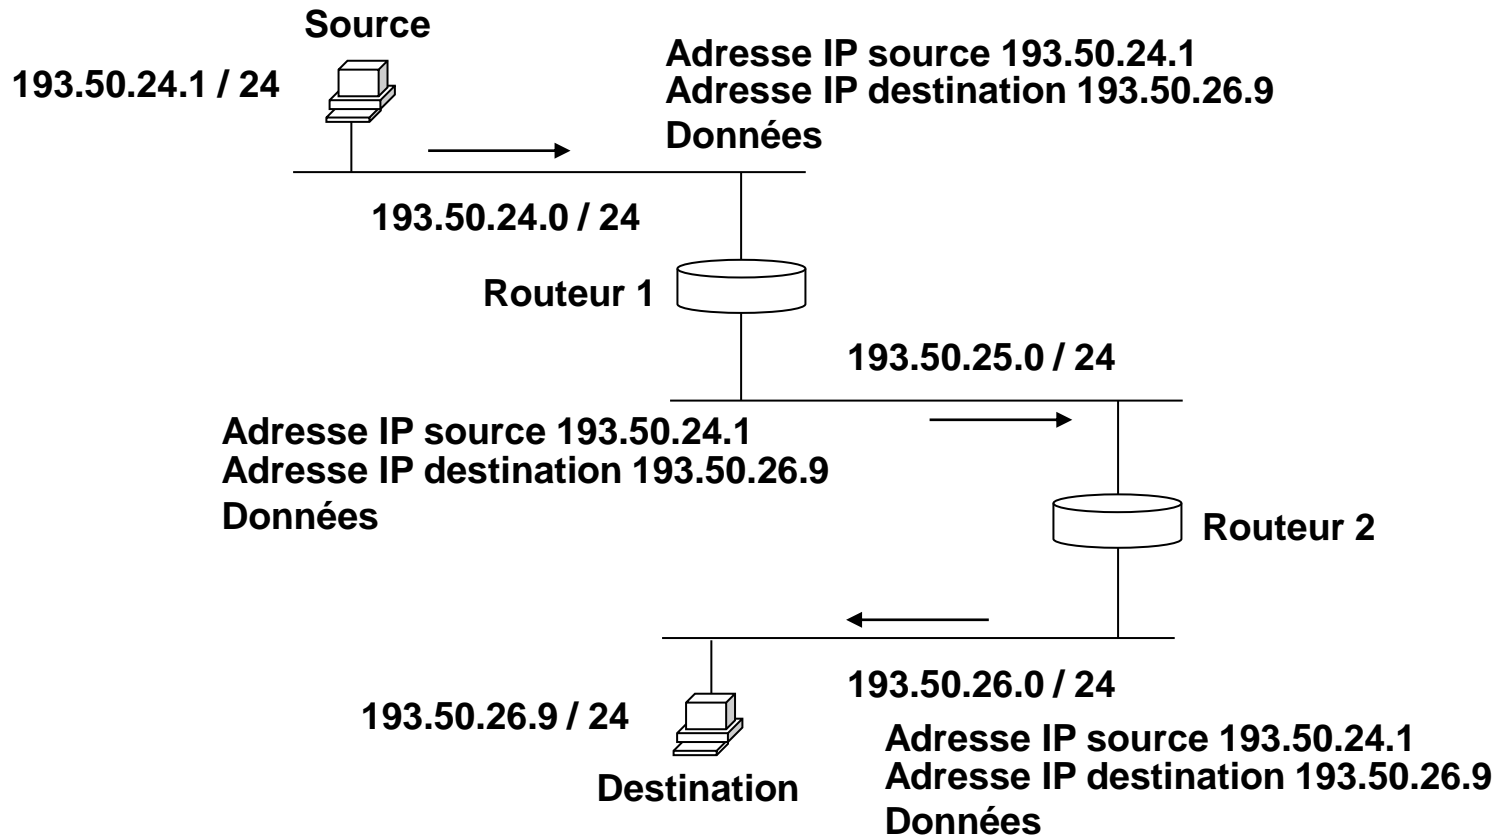 Source
193.50.24.1 / 24
Adresse IP source 193.50.24.1
Adresse IP destination 193.50.26.9
Données
193.50.24.0 / 24
Routeur 1
193.50.25.0 / 24
Adresse IP source 193.50.24.1
Adresse IP destination 193.50.26.9
Données
Routeur 2
193.50.26.0 / 24
193.50.26.9 / 24
Destination
Adresse IP source 193.50.24.1
Adresse IP destination 193.50.26.9
Données